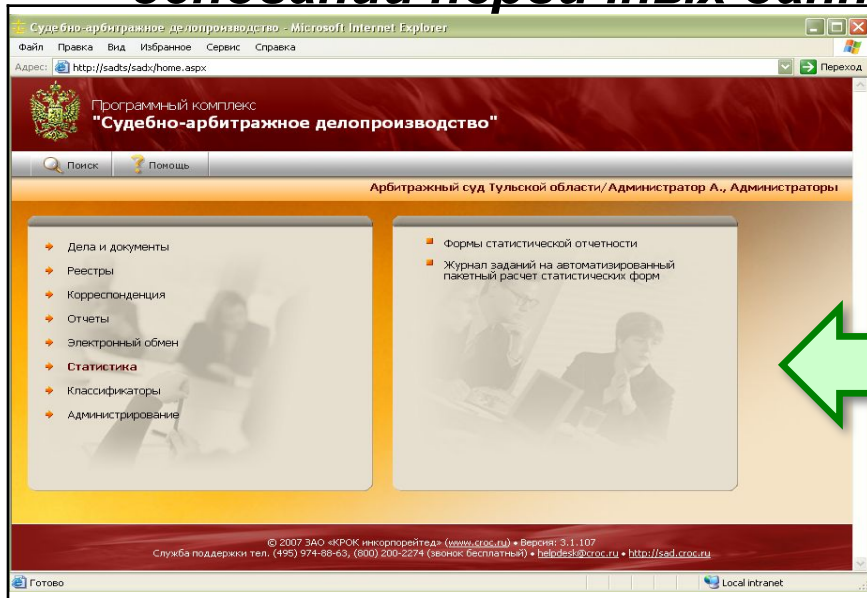 Судебно-арбитражное делопроизводство - Microsoft Internet Explorer
Файл Правка Вид Избранное Сервис Справка
Адрес: http://sadts/sadx/home.aspx Переход
Программный комплекс
"Судебно-арбитражное делопроизводство"
Поиск Помощь
Арбитражный суд Тульской области/Администратор А., Администраторы
Дела и документы
Реестры
Корреспонденция
Отчеты
Электронный обмен
Статистика
Классификаторы
Администрирование
Формы статистической отчетности
Журнал заданий на автоматизированный
пакетный расчет статистических форм
© 2007 ЗАО «КРОК инкорпорейтед» (www.croc.ru) • Версия: 3.1.107
Служба поддержки тел. (495) 974-88-63, (800) 200-2274 (звонок бесплатный) • helpdesk@croc.ru • http://sad.croc.ru
Готово Local intranet